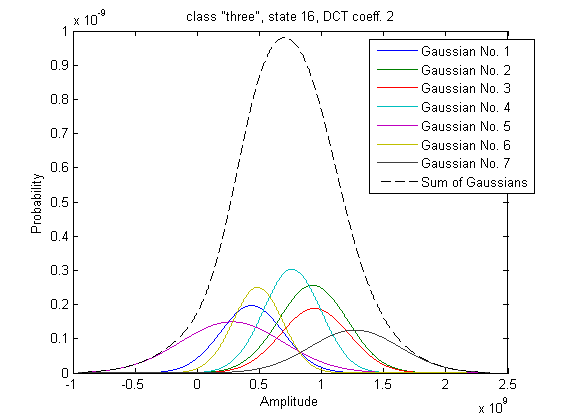 class "three", state 16, DCT coeff. 2
x 10^-9
1
0.9
0.8
0.7
0.6
0.5
0.4
0.3
0.2
0.1
0
Probability
Gaussian No. 1
Gaussian No. 2
Gaussian No. 3
Gaussian No. 4
Gaussian No. 5
Gaussian No. 6
Gaussian No. 7
Sum of Gaussians
-1 -0.5 0 0.5 1 1.5 2 2.5
Amplitude
x 10^9